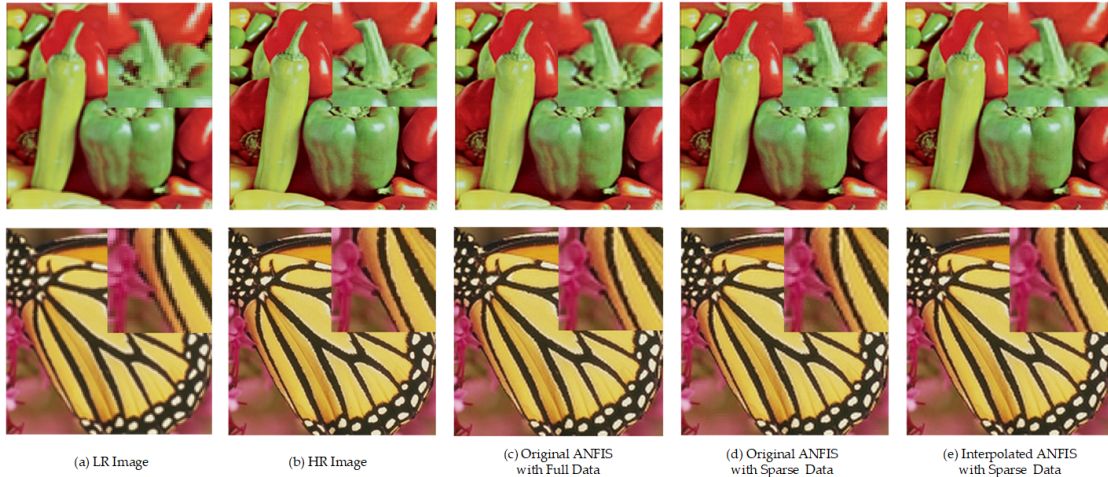 (a) LR Image
(b) HR Image
(c) Original ANFIS
with Full Data
(d) Original ANFIS
with Sparse Data
(e) Interpolated ANFIS
with Sparse Data